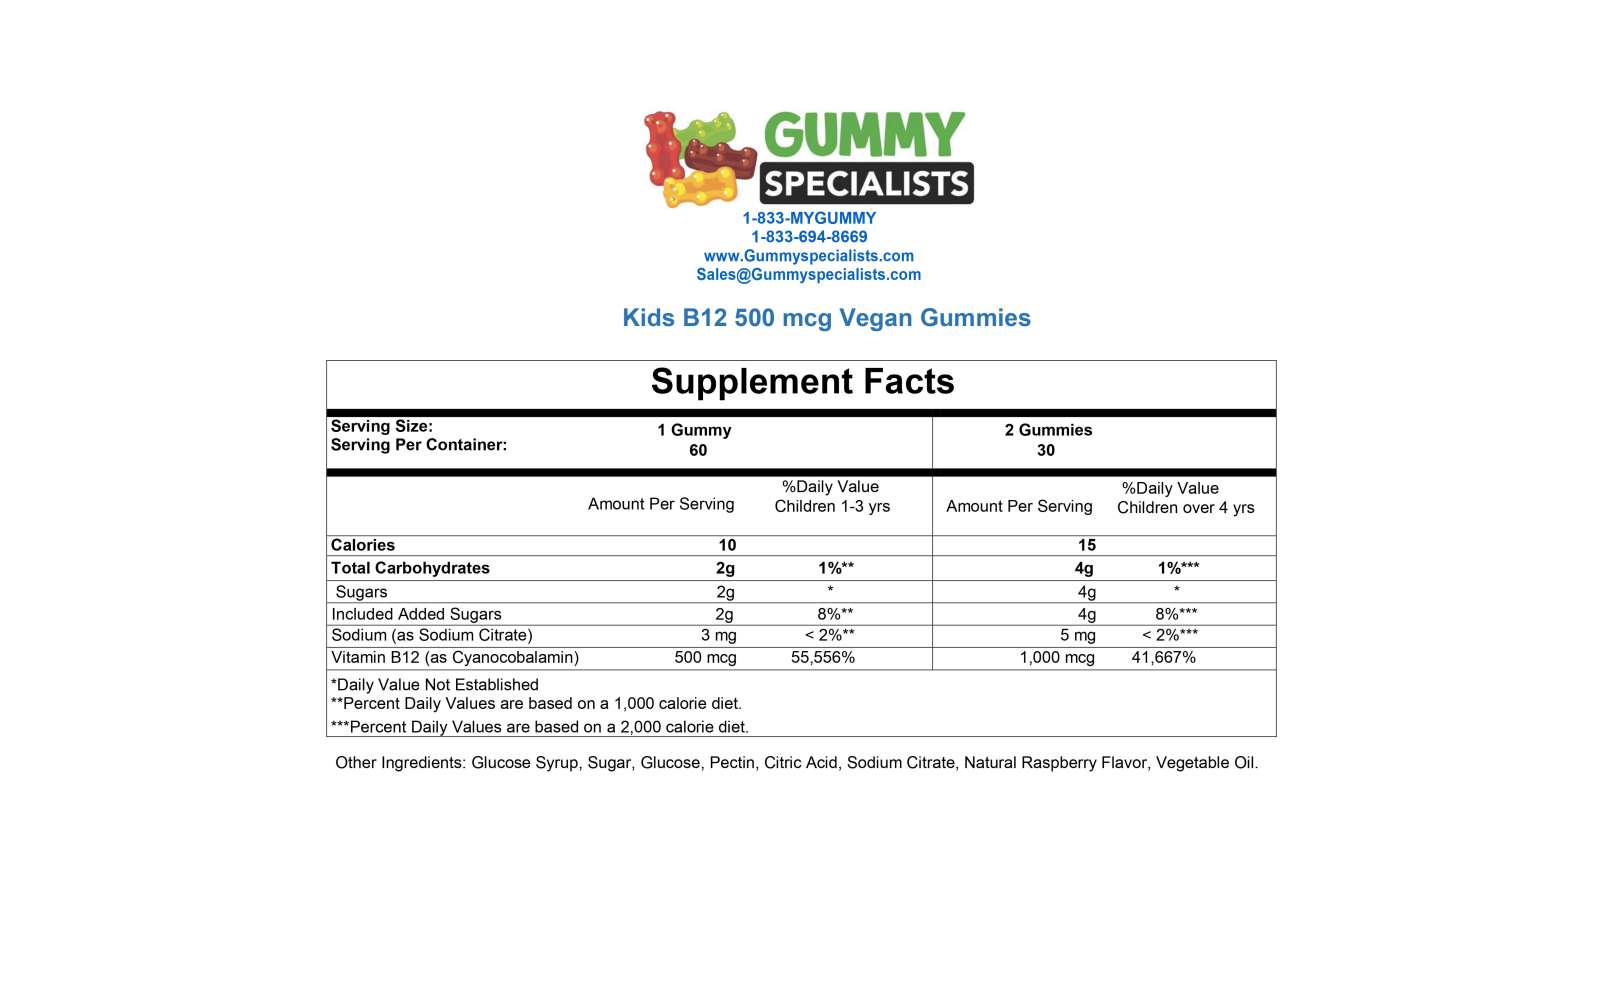 GUMMY
SPECIALISTS
1-833-MYGUMMY
1-833-694-8669
www.Gummyspecialists.com
Sales@Gummyspecialists.com
Kids B12 500 mcg Vegan Gummies
Supplement Facts
Serving Size: 1 Gummy 2 Gummies
Serving Per Container: 60 30
Amount Per Serving %Daily Value Children 1-3 yrs Amount Per Serving %Daily Value Children over 4 yrs
Calories 10 15
Total Carbohydrates 2g 1%** 4g 1%***
Sugars 2g * 4g *
Included Added Sugars 2g 8%** 4g 8%***
Sodium (as Sodium Citrate) 3 mg < 2%** 5 mg < 2%***
Vitamin B12 (as Cyanocobalamin) 500 mcg 55,556% 1,000 mcg 41,667%
*Daily Value Not Established
**Percent Daily Values are based on a 1,000 calorie diet.
***Percent Daily Values are based on a 2,000 calorie diet.
Other Ingredients: Glucose Syrup, Sugar, Glucose, Pectin, Citric Acid, Sodium Citrate, Natural Raspberry Flavor, Vegetable Oil.